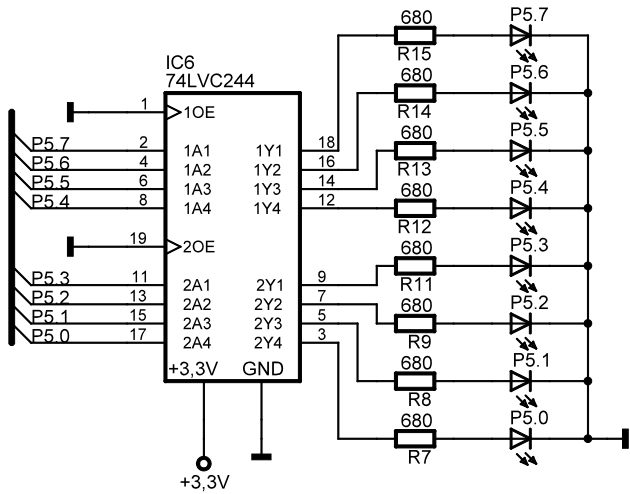 680 P5.7
R15
IC6
74LVC244
680 P5.6
R14
1 1OE
680 P5.5
P5.7 2 1A1 1Y1 18
R13
P5.6 4 1A2 1Y2 16
P5.5 6 1A3 1Y3 14
680 P5.4
P5.4 8 1A4 1Y4 12
R12
19 2OE
680 P5.3
R11
P5.3 11 2A1 2Y1 9
P5.2 13 2A2 2Y2 7
680 P5.2
P5.1 15 2A3 2Y3 5
R9
P5.0 17 2A4 2Y4 3
+3,3V GND
680 P5.1
R8
680 P5.0
R7
+3,3V